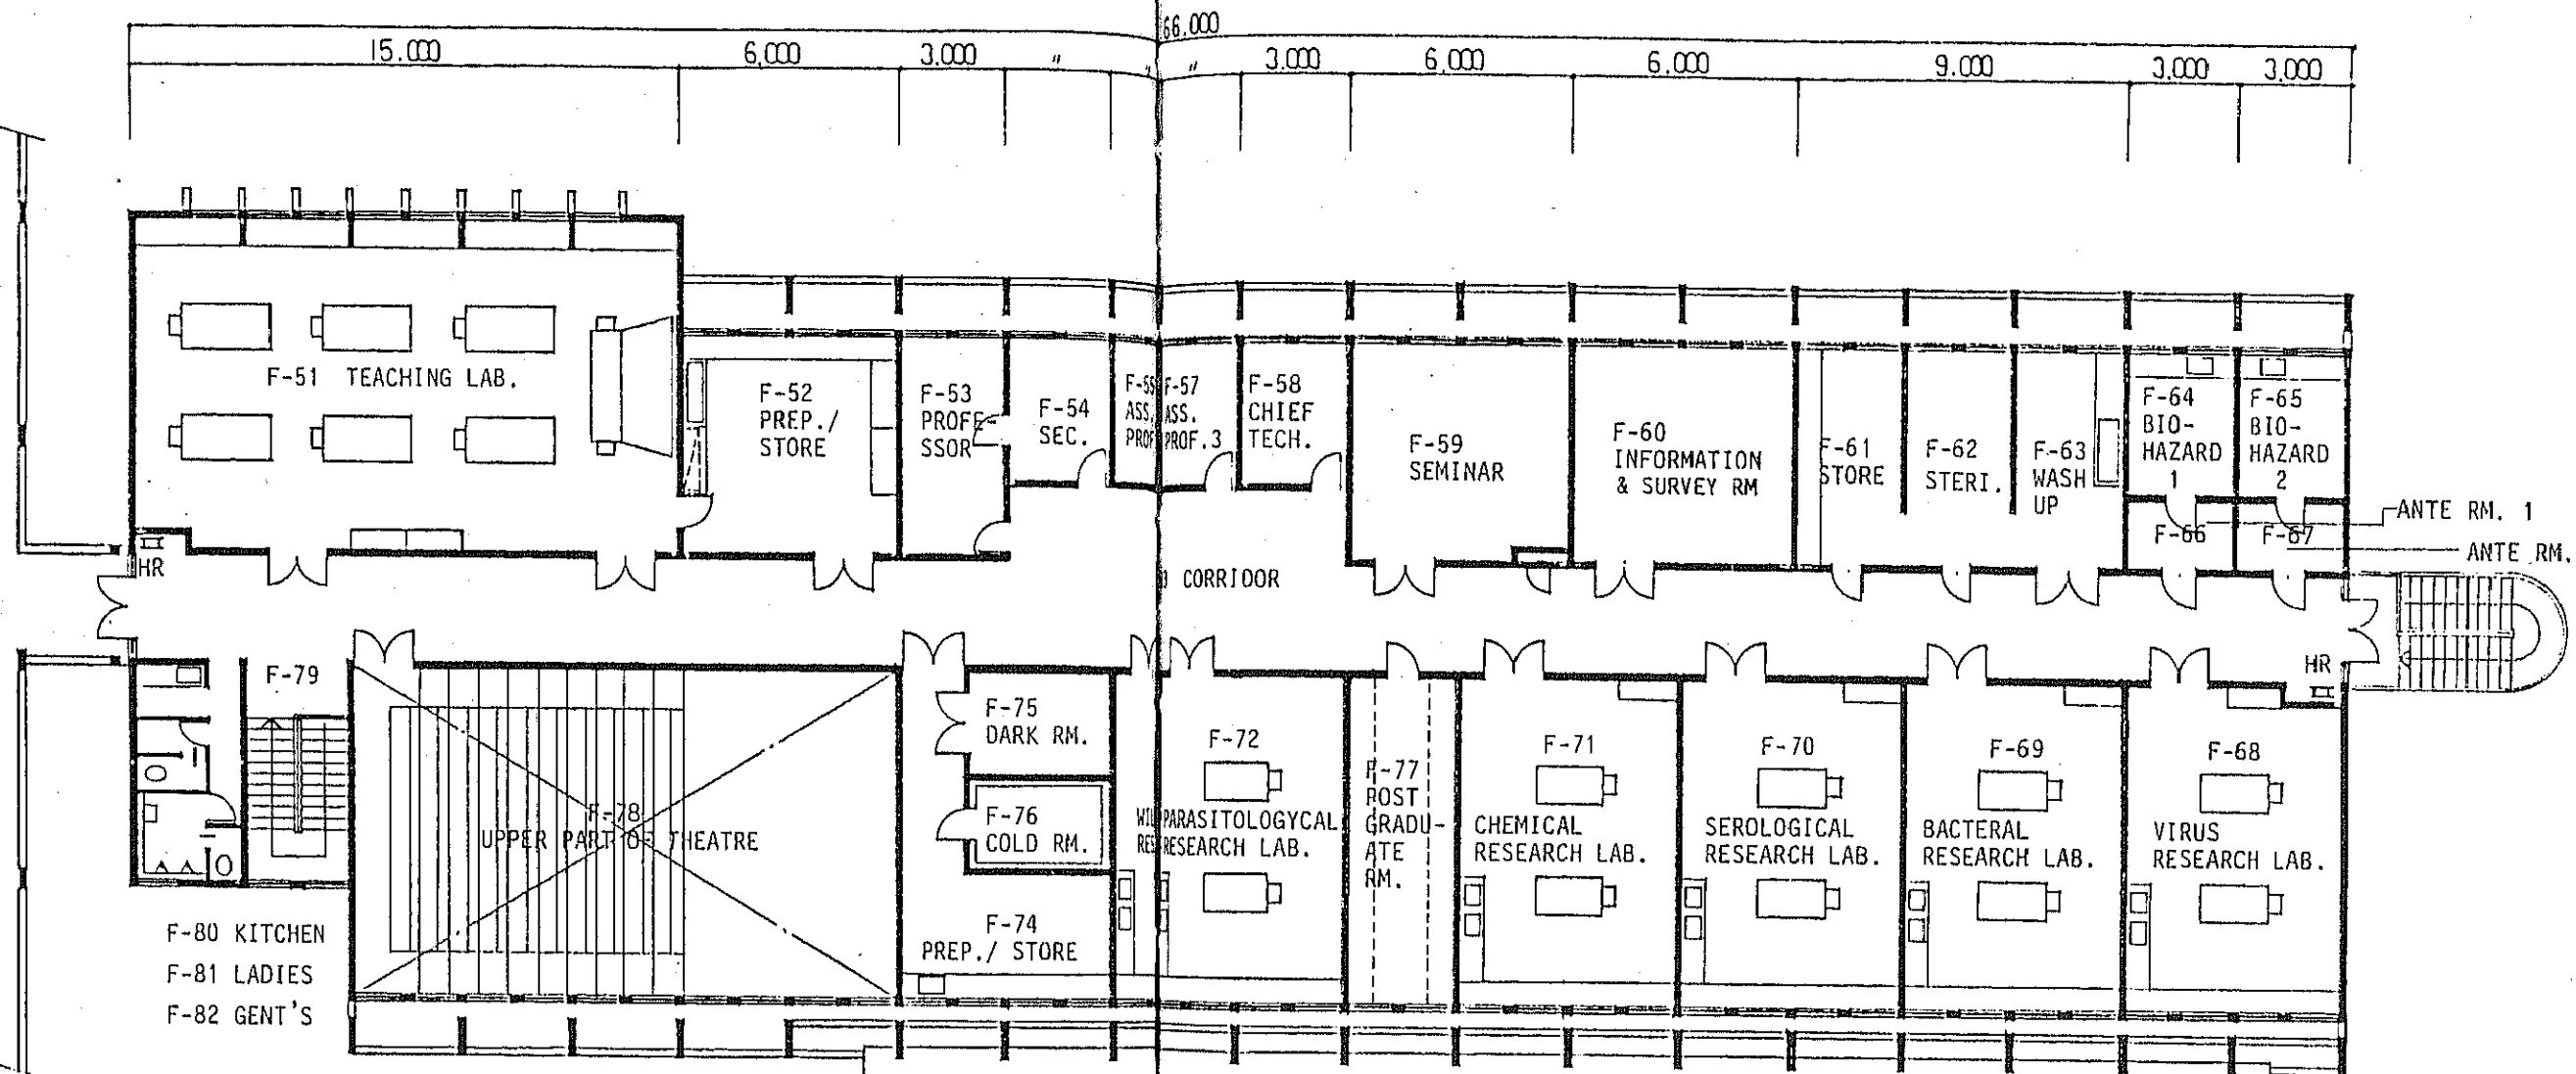 66.000
15.000 6,000 3.000 " " " 3.000 6,000 6,000 9.000 3,000 3,000
F-51 TEACHING LAB.
F-52
PREP./
STORE
F-53
PROFE-
SSOR
F-54
SEC.
F-55
ASS.
PROF
F-57
ASS.
PROF.3
F-58
CHIEF
TECH.
F-59
SEMINAR
F-60
INFORMATION
& SURVEY RM
F-61
STORE
F-62
STERI.
F-63
WASH
UP
F-64
BIO-
HAZARD
1
F-65
BIO-
HAZARD
2
F-66
F-67
ANTE RM. 1
ANTE RM.
HR
CORRIDOR
HR
F-79
F-78
UPPER PART OF THEATRE
F-75
DARK RM.
F-76
COLD RM.
F-74
PREP./ STORE
F-72
PARASITOLOGYCAL
RESEARCH LAB.
F-77
POST
GRADU-
ATE
RM.
F-71
CHEMICAL
RESEARCH LAB.
F-70
SEROLOGICAL
RESEARCH LAB.
F-69
BACTERAL
RESEARCH LAB.
F-68
VIRUS
RESEARCH LAB.
F-80 KITCHEN
F-81 LADIES
F-82 GENT'S